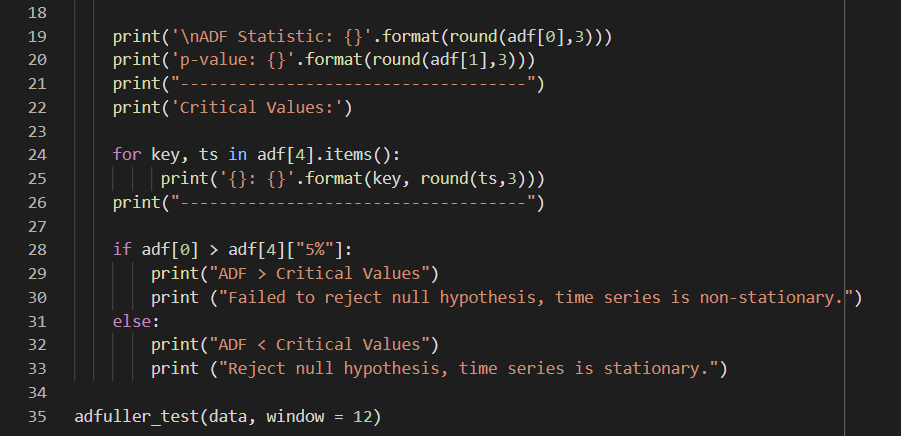 18
19 print('\nADF Statistic: {}'.format(round(adf[0],3)))
20 print('p-value: {}'.format(round(adf[1],3)))
21 print("------------------------------------")
22 print('Critical Values:')
23
24 for key, ts in adf[4].items():
25 print('{}: {}'.format(key, round(ts,3)))
26 print("------------------------------------")
27
28 if adf[0] > adf[4]["5%"]:
29 print("ADF > Critical Values")
30 print ("Failed to reject null hypothesis, time series is non-stationary.")
31 else:
32 print("ADF < Critical Values")
33 print ("Reject null hypothesis, time series is stationary.")
34
35 adfuller_test(data, window = 12)